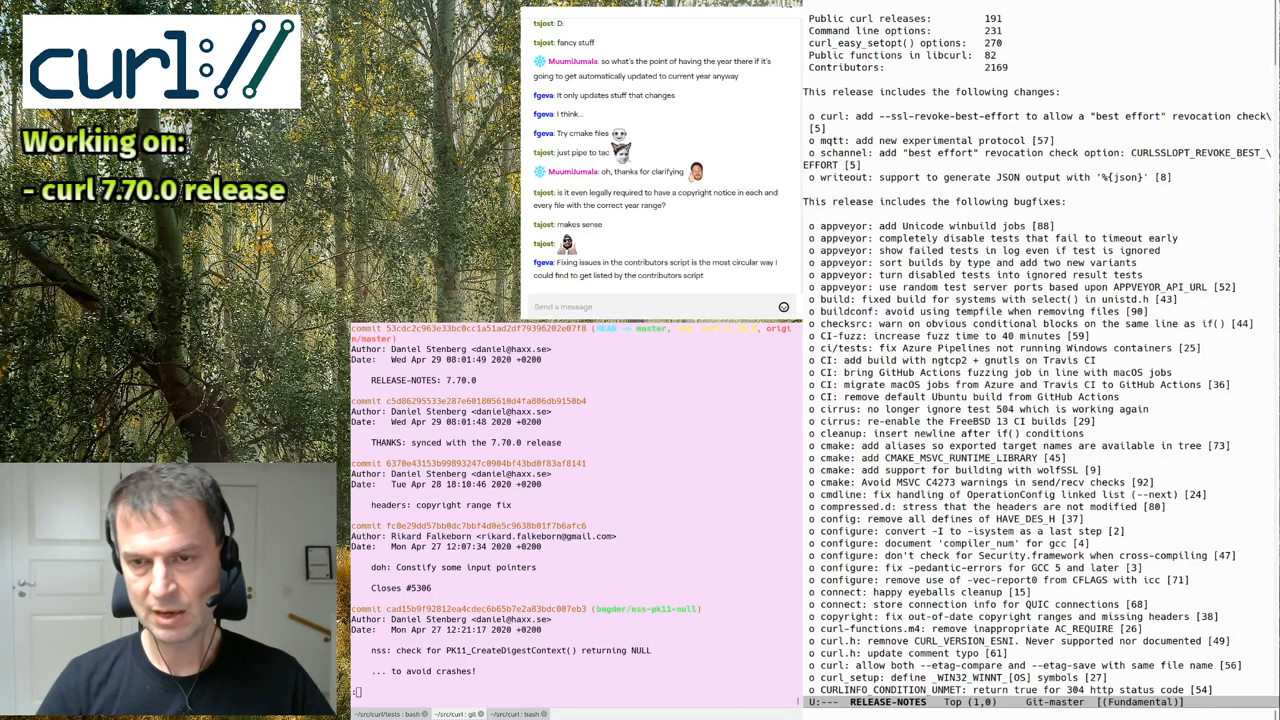 curl://
Working on:
- curl 7.70.0 release
tsjost: D:
tsjost: fancy stuff
MuumiJumala: so what's the point of having the year there if it's
going to get automatically updated to current year anyway
fgeva: It only updates stuff that changes
fgeva: I think...
fgeva: Try cmake files
tsjost: just pipe to tac
MuumiJumala: oh, thanks for clarifying
tsjost: is it even legally required to have a copyright notice in each and
every file with the correct year range?
tsjost: makes sense
tsjost:
fgeva: Fixing issues in the contributors script is the most circular way I
could find to get listed by the contributors script
Send a message
commit 53cdc2c963e33bc0cc1a51ad2df79396202e07f8 (HEAD -> master, origi
n/master)
Author: Daniel Stenberg <daniel@haxx.se>
Date: Wed Apr 29 08:01:49 2020 +0200
RELEASE-NOTES: 7.70.0
commit c5d86295533e287e601805610d4fa806db9150b4
Author: Daniel Stenberg <daniel@haxx.se>
Date: Wed Apr 29 08:01:48 2020 +0200
THANKS: synced with the 7.70.0 release
commit 6370e43153b99893247c0904bf43bd0f83af8141
Author: Daniel Stenberg <daniel@haxx.se>
Date: Tue Apr 28 18:10:46 2020 +0200
headers: copyright range fix
commit fc0e29dd57bb0dc7bbf4d0e5c9638b01f7b6afc6
Author: Rikard Falkeborn <rikard.falkeborn@gmail.com>
Date: Mon Apr 27 12:07:34 2020 +0200
doh: Constify some input pointers
Closes #5306
commit cad15b9f92812ea4cdec6b65b7e2a83bdc007eb3 (bagder/nss-pk11-null)
Author: Daniel Stenberg <daniel@haxx.se>
Date: Mon Apr 27 12:21:17 2020 +0200
nss: check for PK11_CreateDigestContext() returning NULL
... to avoid crashes!
:
~/src/curl/tests : bash ~/src/curl : git ~/src/curl : bash
Public curl releases: 191
Command line options: 231
curl_easy_setopt() options: 270
Public functions in libcurl: 82
Contributors: 2169
This release includes the following changes:
o curl: add --ssl-revoke-best-effort to allow a "best effort" revocation check\
[5]
o mqtt: add new experimental protocol [57]
o schannel: add "best effort" revocation check option: CURLSSLOPT_REVOKE_BEST_\
EFFORT [5]
o writeout: support to generate JSON output with '%{json}' [8]
This release includes the following bugfixes:
o appveyor: add Unicode winbuild jobs [88]
o appveyor: completely disable tests that fail to timeout early
o appveyor: show failed tests in log even if test is ignored
o appveyor: sort builds by type and add two new variants
o appveyor: turn disabled tests into ignored result tests
o appveyor: use random test server ports based upon APPVEYOR_API_URL [52]
o build: fixed build for systems with select() in unistd.h [43]
o buildconf: avoid using tempfile when removing files [90]
o checksrc: warn on obvious conditional blocks on the same line as if() [44]
o CI-fuzz: increase fuzz time to 40 minutes [59]
o ci/tests: fix Azure Pipelines not running Windows containers [25]
o CI: add build with ngtcp2 + gnutls on Travis CI
o CI: bring GitHub Actions fuzzing job in line with macOS jobs
o CI: migrate macOS jobs from Azure and Travis CI to GitHub Actions [36]
o CI: remove default Ubuntu build from GitHub Actions
o cirrus: no longer ignore test 504 which is working again
o cirrus: re-enable the FreeBSD 13 CI builds [29]
o cleanup: insert newline after if() conditions
o cmake: add aliases so exported target names are available in tree [73]
o cmake: add CMAKE_MSVC_RUNTIME_LIBRARY [45]
o cmake: add support for building with wolfSSL [9]
o cmake: Avoid MSVC C4273 warnings in send/recv checks [92]
o cmdline: fix handling of OperationConfig linked list (--next) [24]
o compressed.d: stress that the headers are not modified [80]
o config: remove all defines of HAVE_DES_H [37]
o configure: convert -I to -isystem as a last step [2]
o configure: document 'compiler_num' for gcc [4]
o configure: don't check for Security.framework when cross-compiling [47]
o configure: fix -pedantic-errors for GCC 5 and later [3]
o configure: remove use of -vec-report0 from CFLAGS with icc [71]
o connect: happy eyeballs cleanup [15]
o connect: store connection info for QUIC connections [68]
o copyright: fix out-of-date copyright ranges and missing headers [38]
o curl-functions.m4: remove inappropriate AC_REQUIRE [26]
o curl.h: remnove CURL_VERSION_ESNI. Never supported nor documented [49]
o curl.h: update comment typo [61]
o curl: allow both --etag-compare and --etag-save with same file name [56]
o curl_setup: define _WIN32_WINNT_[OS] symbols [27]
o CURLINFO_CONDITION_UNMET: return true for 304 http status code [54]
U:--- RELEASE-NOTES Top (1,0) Git-master [(Fundamental)]